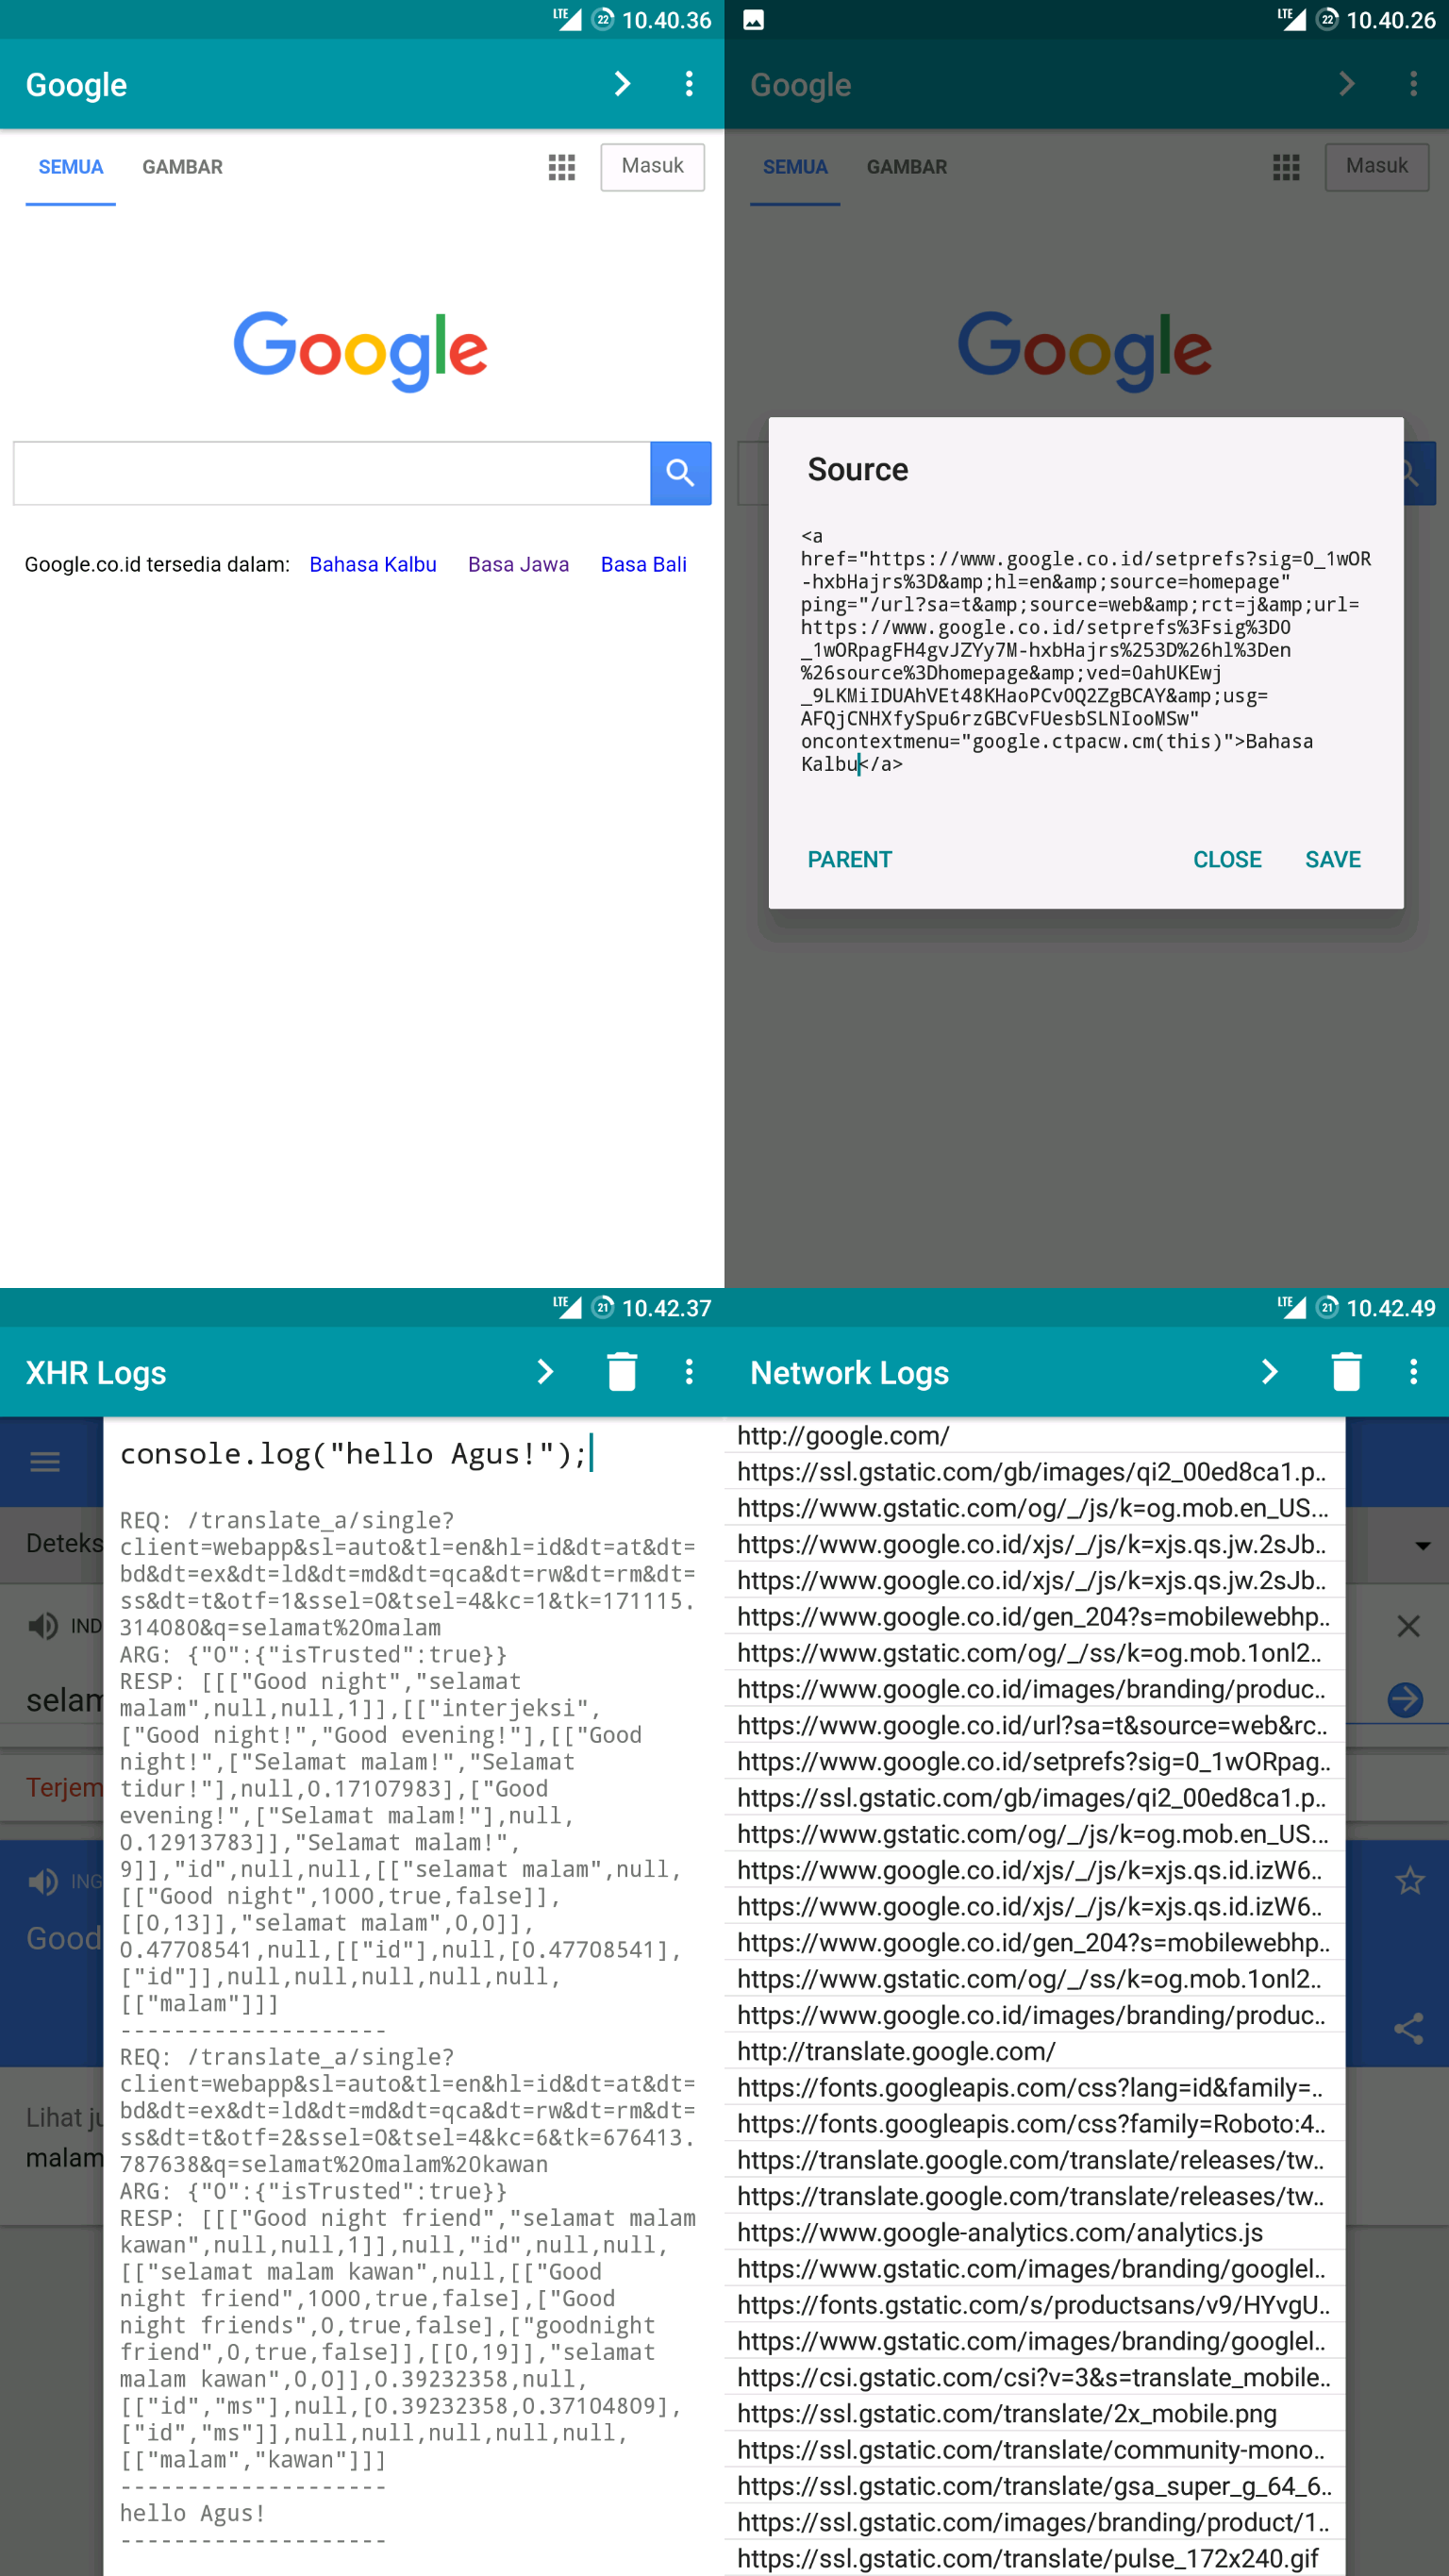 LTE 22 10.40.36
Google
SEMUA GAMBAR Masuk
Google
Google.co.id tersedia dalam: Bahasa Kalbu Basa Jawa Basa Bali
LTE 22 10.40.26
Google
SEMUA GAMBAR Masuk
Google
Source
<a
href="https://www.google.co.id/setprefs?sig=0_1wOR
-hxbHajrs%3D&amp;hl=en&amp;source=homepage"
ping="/url?sa=t&amp;source=web&amp;rct=j&amp;url=
https://www.google.co.id/setprefs%3Fsig%3D0
_1wORpagFH4gvJZYy7M-hxbHajrs%253D%26hl%3Den
%26source%3Dhomepage&amp;ved=0ahUKEwj
_9LKMiIDUAhVEt48KHaoPCv0Q2ZgBCAY&amp;usg=
AFQjCNHXfySpu6rzGBCvFUesbSLNIooMSw"
oncontextmenu="google.ctpacw.cm(this)">Bahasa
Kalbu</a>
PARENT CLOSE SAVE
LTE 21 10.42.37
XHR Logs
console.log("hello Agus!");
REQ: /translate_a/single?
client=webapp&sl=auto&tl=en&hl=id&dt=at&dt=
bd&dt=ex&dt=ld&dt=md&dt=qca&dt=rw&dt=rm&dt=
ss&dt=t&otf=1&ssel=0&tsel=4&kc=1&tk=171115.
314080&q=selamat%20malam
ARG: {"0":{"isTrusted":true}}
RESP: [[["Good night","selamat
malam",null,null,1]],[["interjeksi",
["Good night!","Good evening!"],[["Good
night!",["Selamat malam!","Selamat
tidur!"],null,0.17107983],["Good
evening!",["Selamat malam!"],null,
0.12913783]],"Selamat malam!",
9]],"id",null,null,[["selamat malam",null,
[["Good night",1000,true,false]],
[[0,13]],"selamat malam",0,0]],
0.47708541,null,[["id"],null,[0.47708541],
["id"]],null,null,null,null,null,
[["malam"]]]
---------------------
REQ: /translate_a/single?
client=webapp&sl=auto&tl=en&hl=id&dt=at&dt=
bd&dt=ex&dt=ld&dt=md&dt=qca&dt=rw&dt=rm&dt=
ss&dt=t&otf=2&ssel=0&tsel=4&kc=6&tk=676413.
787638&q=selamat%20malam%20kawan
ARG: {"0":{"isTrusted":true}}
RESP: [[["Good night friend","selamat malam
kawan",null,null,1]],null,"id",null,null,
[["selamat malam kawan",null,[["Good
night friend",1000,true,false],["Good
night friends",0,true,false],["goodnight
friend",0,true,false]],[[0,19]],"selamat
malam kawan",0,0]],0.39232358,null,
[["id","ms"],null,[0.39232358,0.37104809],
["id","ms"]],null,null,null,null,null,
[["malam","kawan"]]]
---------------------
hello Agus!
---------------------
Deteks
IND
selam
Terjem
ING
Good
Lihat ju
malam
LTE 21 10.42.49
Network Logs
http://google.com/
https://ssl.gstatic.com/gb/images/qi2_00ed8ca1.p..
https://www.gstatic.com/og/_/js/k=og.mob.en_US...
https://www.google.co.id/xjs/_/js/k=xjs.qs.jw.2sJb..
https://www.google.co.id/xjs/_/js/k=xjs.qs.jw.2sJb..
https://www.google.co.id/gen_204?s=mobilewebhp..
https://www.gstatic.com/og/_/ss/k=og.mob.1onl2..
https://www.google.co.id/images/branding/produc..
https://www.google.co.id/url?sa=t&source=web&rc..
https://www.google.co.id/setprefs?sig=0_1wORpag..
https://ssl.gstatic.com/gb/images/qi2_00ed8ca1.p..
https://www.gstatic.com/og/_/js/k=og.mob.en_US...
https://www.google.co.id/xjs/_/js/k=xjs.qs.id.izW6..
https://www.google.co.id/xjs/_/js/k=xjs.qs.id.izW6..
https://www.google.co.id/gen_204?s=mobilewebhp..
https://www.gstatic.com/og/_/ss/k=og.mob.1onl2..
https://www.google.co.id/images/branding/produc..
http://translate.google.com/
https://fonts.googleapis.com/css?lang=id&family=..
https://fonts.googleapis.com/css?family=Roboto:4..
https://translate.google.com/translate/releases/tw..
https://translate.google.com/translate/releases/tw..
https://www.google-analytics.com/analytics.js
https://www.gstatic.com/images/branding/googlel..
https://fonts.gstatic.com/s/productsans/v9/HYvgU..
https://www.gstatic.com/images/branding/googlel..
https://csi.gstatic.com/csi?v=3&s=translate_mobile..
https://ssl.gstatic.com/translate/2x_mobile.png
https://ssl.gstatic.com/translate/community-mono..
https://ssl.gstatic.com/translate/gsa_super_g_64_6..
https://ssl.gstatic.com/images/branding/product/1..
https://ssl.gstatic.com/translate/pulse_172x240.gif